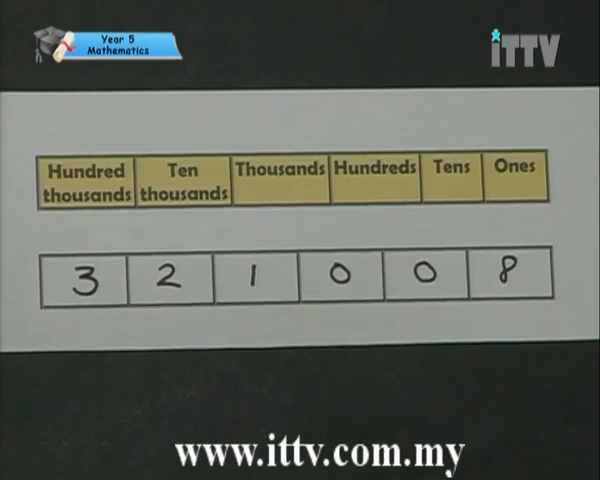 Year 5
Mathematics
iTTV
Hundred thousands Ten thousands Thousands Hundreds Tens Ones
3 2 1 0 0 8
www.ittv.com.my